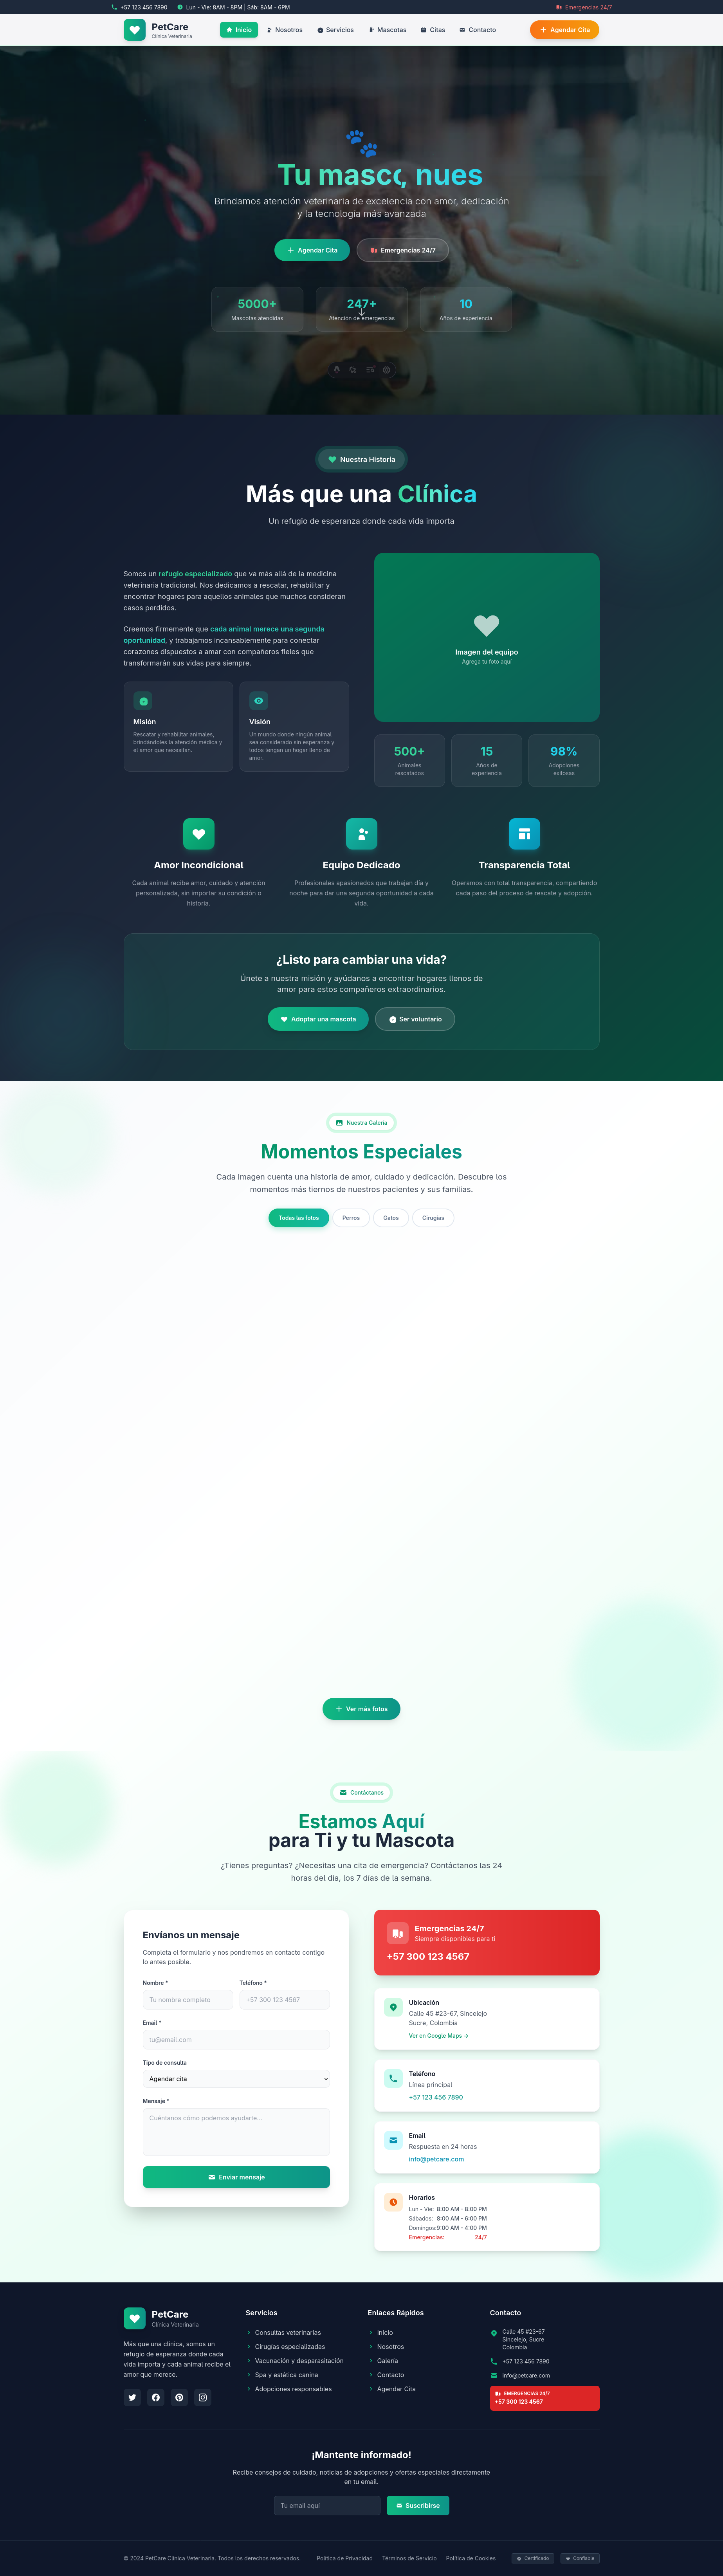 +57 123 456 7890
Lun - Vie: 8AM - 8PM | Sáb: 8AM - 6PM
Emergencias 24/7
PetCare
Clínica Veterinaria
Inicio
Nosotros
Servicios
Mascotas
Citas
Contacto
Agendar Cita
Tu masc nues
Brindamos atención veterinaria de excelencia con amor, dedicación
y la tecnología más avanzada
Agendar Cita
Emergencias 24/7
5000+
Mascotas atendidas
247+
Atención de emergencias
10
Años de experiencia
Nuestra Historia
Más que una Clínica
Un refugio de esperanza donde cada vida importa
Somos un refugio especializado que va más allá de la medicina
veterinaria tradicional. Nos dedicamos a rescatar, rehabilitar y
encontrar hogares para aquellos animales que muchos consideran
casos perdidos.
Creemos firmemente que cada animal merece una segunda
oportunidad, y trabajamos incansablemente para conectar
corazones dispuestos a amar con compañeros fieles que
transformarán sus vidas para siempre.
Misión
Rescatar y rehabilitar animales,
brindándoles la atención médica y
el amor que necesitan.
Visión
Un mundo donde ningún animal
sea considerado sin esperanza y
todos tengan un hogar lleno de
amor.
Imagen del equipo
Agrega tu foto aquí
500+
Animales
rescatados
15
Años de
experiencia
98%
Adopciones
exitosas
Amor Incondicional
Cada animal recibe amor, cuidado y atención
personalizada, sin importar su condición o
historia.
Equipo Dedicado
Profesionales apasionados que trabajan día y
noche para dar una segunda oportunidad a cada
vida.
Transparencia Total
Operamos con total transparencia, compartiendo
cada paso del proceso de rescate y adopción.
¿Listo para cambiar una vida?
Únete a nuestra misión y ayúdanos a encontrar hogares llenos de
amor para estos compañeros extraordinarios.
Adoptar una mascota
Ser voluntario
Nuestra Galería
Momentos Especiales
Cada imagen cuenta una historia de amor, cuidado y dedicación. Descubre los
momentos más tiernos de nuestros pacientes y sus familias.
Todas las fotos
Perros
Gatos
Cirugías
Ver más fotos
Contáctanos
Estamos Aquí
para Ti y tu Mascota
¿Tienes preguntas? ¿Necesitas una cita de emergencia? Contáctanos las 24
horas del día, los 7 días de la semana.
Envíanos un mensaje
Completa el formulario y nos pondremos en contacto contigo
lo antes posible.
Nombre *
Teléfono *
Tu nombre completo
+57 300 123 4567
Email *
tu@email.com
Tipo de consulta
Agendar cita
Mensaje *
Cuéntanos cómo podemos ayudarte...
Enviar mensaje
Emergencias 24/7
Siempre disponibles para ti
+57 300 123 4567
Ubicación
Calle 45 #23-67, Sincelejo
Sucre, Colombia
Ver en Google Maps →
Teléfono
Línea principal
+57 123 456 7890
Email
Respuesta en 24 horas
info@petcare.com
Horarios
Lun - Vie: 8:00 AM - 8:00 PM
Sábados: 8:00 AM - 6:00 PM
Domingos: 9:00 AM - 4:00 PM
Emergencias: 24/7
PetCare
Clínica Veterinaria
Más que una clínica, somos un
refugio de esperanza donde cada
vida importa y cada animal recibe el
amor que merece.
Servicios
Consultas veterinarias
Cirugías especializadas
Vacunación y desparasitación
Spa y estética canina
Adopciones responsables
Enlaces Rápidos
Inicio
Nosotros
Galería
Contacto
Agendar Cita
Contacto
Calle 45 #23-67
Sincelejo, Sucre
Colombia
+57 123 456 7890
info@petcare.com
EMERGENCIAS 24/7
+57 300 123 4567
¡Mantente informado!
Recibe consejos de cuidado, noticias de adopciones y ofertas especiales directamente
en tu email.
Tu email aquí
Suscribirse
© 2024 PetCare Clínica Veterinaria. Todos los derechos reservados.
Política de Privacidad
Términos de Servicio
Política de Cookies
Certificado
Confiable